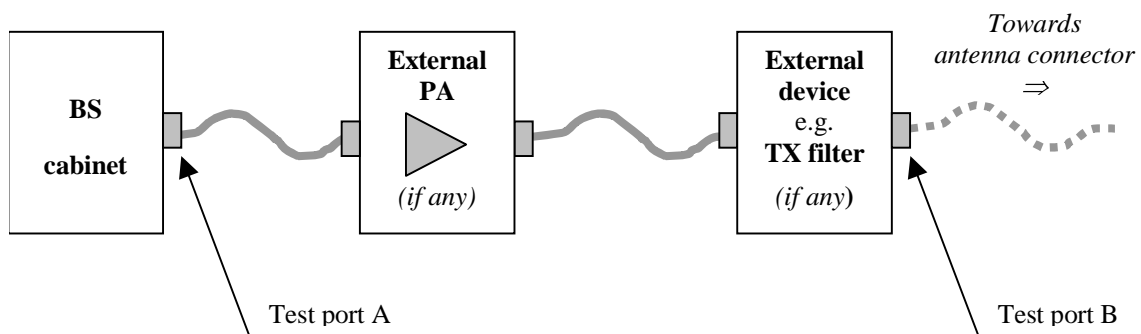 BS
cabinet
External
PA
(if any)
External
device
e.g.
TX filter
(if any)
Towards
antenna connector
⇒
Test port A
Test port B